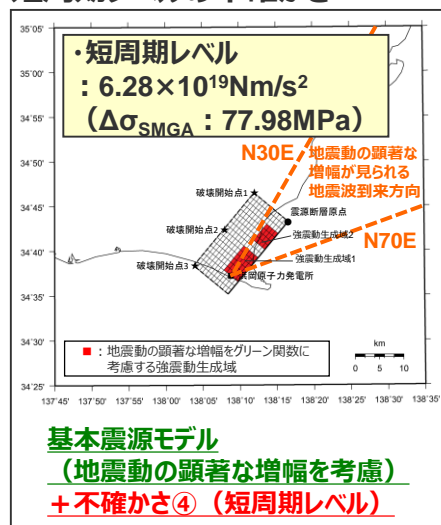 ・短周期レベル
：6.28×10¹⁹Nm/s²
（Δσ_SMGA：77.98MPa）
35˚05'
35˚00'
34˚55'
34˚50'
34˚45'
34˚40'
34˚35'
34˚30'
34˚25'
N30E
地震動の顕著な
増幅が見られる
地震波到来方向
N70E
破壊開始点1
震源断層原点
破壊開始点2
強震動生成域2
破壊開始点3
強震動生成域1
岡原子力発電所
■：地震動の顕著な増幅をグリーン関数に
考慮する強震動生成域
km
0 5 10
137˚45' 137˚50' 137˚55' 138˚00' 138˚05' 138˚10' 138˚15' 138˚20' 138˚25' 138˚30' 138˚35'
基本震源モデル
（地震動の顕著な増幅を考慮）
＋不確かさ④（短周期レベル）